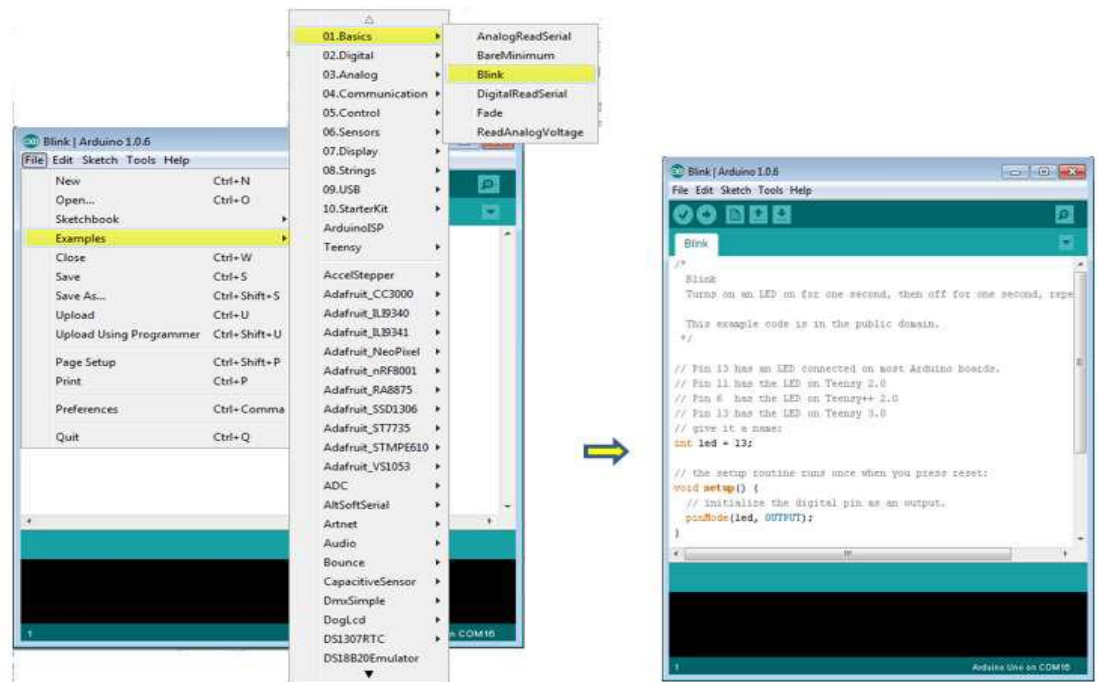 Blink | Arduino 1.0.6
File Edit Sketch Tools Help
New Ctrl+N
Open... Ctrl+O
Sketchbook
Examples
Close Ctrl+W
Save Ctrl+S
Save As... Ctrl+Shift+S
Upload Ctrl+U
Upload Using Programmer Ctrl+Shift+U
Page Setup Ctrl+Shift+P
Print Ctrl+P
Preferences Ctrl+Comma
Quit Ctrl+Q
1
n COM16
01.Basics
02.Digital
03.Analog
04.Communication
05.Control
06.Sensors
07.Display
08.Strings
09.USB
10.StarterKit
ArduinoISP
Teensy
AccelStepper
Adafruit_CC3000
Adafruit_ILI9340
Adafruit_ILI9341
Adafruit_NeoPixel
Adafruit_nRF8001
Adafruit_RA8875
Adafruit_SSD1306
Adafruit_ST7735
Adafruit_STMPE610
Adafruit_VS1053
ADC
AltSoftSerial
Artnet
Audio
Bounce
CapacitiveSensor
DmxSimple
DogLcd
DS1307RTC
DS18B20Emulator
AnalogReadSerial
BareMinimum
Blink
DigitalReadSerial
Fade
ReadAnalogVoltage
Blink | Arduino 1.0.6
File Edit Sketch Tools Help
Blink
/*
Blink
Turns on an LED on for one second, then off for one second, repe
This example code is in the public domain.
*/
// Pin 13 has an LED connected on most Arduino boards.
// Pin 11 has the LED on Teensy 2.0
// Pin 6 has the LED on Teensy++ 2.0
// Pin 13 has the LED on Teensy 3.0
// give it a name:
int led = 13;
// the setup routine runs once when you press reset:
void setup() {
// initialize the digital pin as an output.
pinMode(led, OUTPUT);
}
1
Arduino Uno on COM16